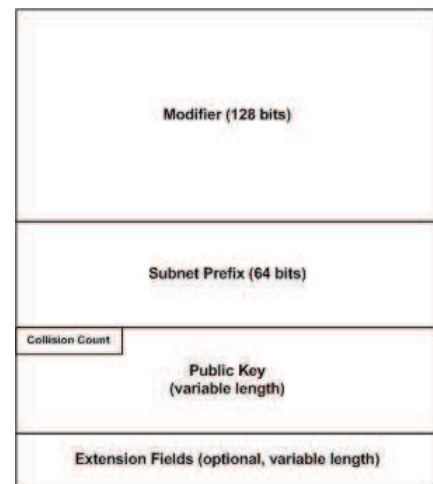 Modifier (128 bits)
Subnet Prefix (64 bits)
Collision Count
Public Key
(variable length)
Extension Fields (optional, variable length)